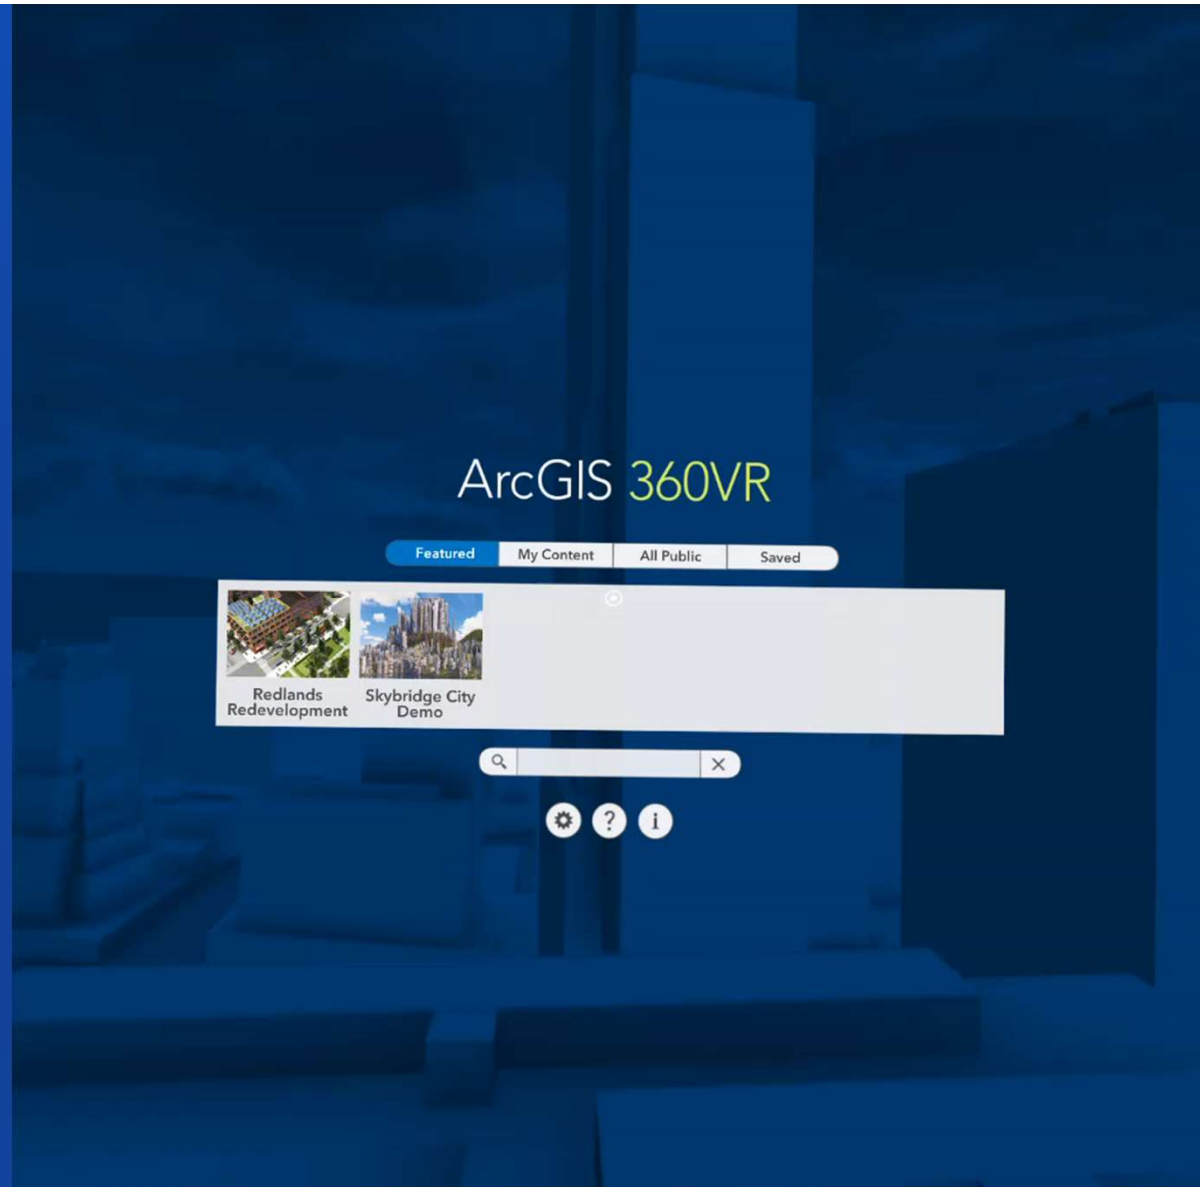 ArcGIS 360VR
Featured My Content All Public Saved
Redlands
Redevelopment
Skybridge City
Demo
? i